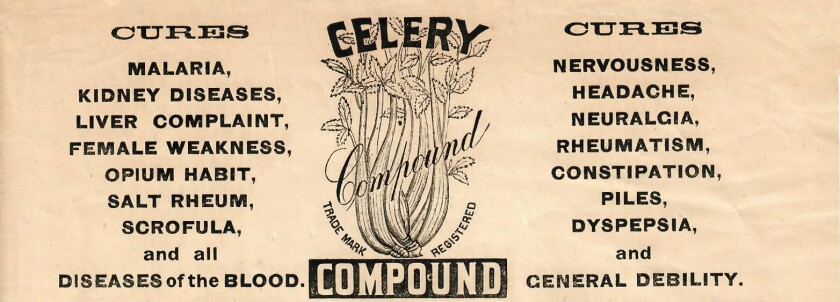 CURES
MALARIA,
KIDNEY DISEASES,
LIVER COMPLAINT,
FEMALE WEAKNESS,
OPIUM HABIT,
SALT RHEUM,
SCROFULA,
and all
DISEASES of the BLOOD.
CELERY
Compound
TRADE MARK
REGISTERED
COMPOUND
CURES
NERVOUSNESS,
HEADACHE,
NEURALGIA,
RHEUMATISM,
CONSTIPATION,
PILES,
DYSPEPSIA,
and
GENERAL DEBILITY.